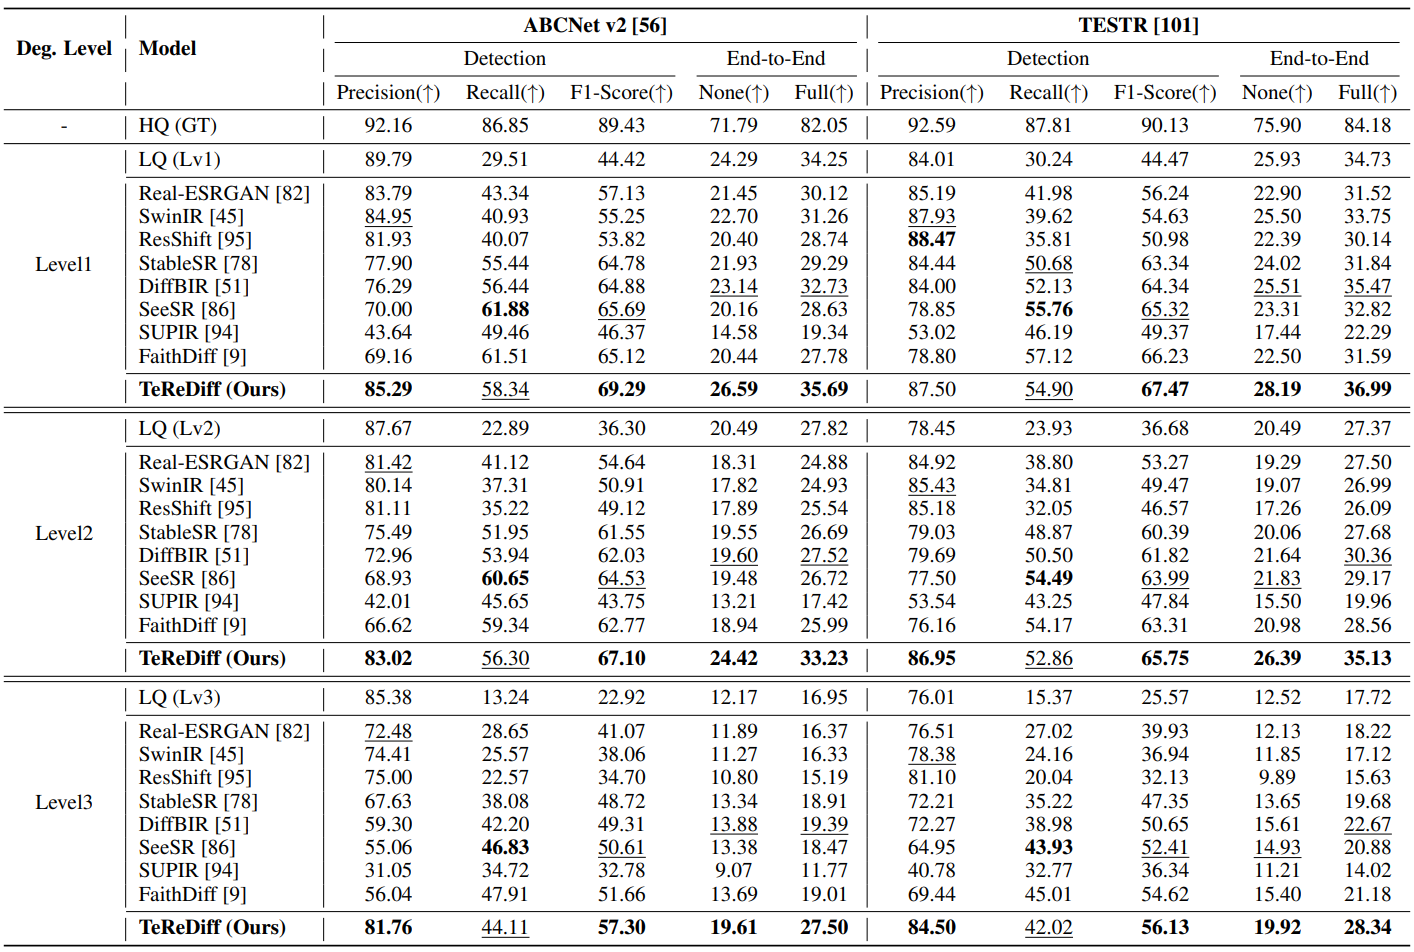 ABCNet v2 [56] TESTR [101]
Deg. Level Model Detection End-to-End Detection End-to-End
Precision(↑) Recall(↑) F1-Score(↑) None(↑) Full(↑) Precision(↑) Recall(↑) F1-Score(↑) None(↑) Full(↑)
- HQ (GT) 92.16 86.85 89.43 71.79 82.05 92.59 87.81 90.13 75.90 84.18
LQ (Lv1) 89.79 29.51 44.42 24.29 34.25 84.01 30.24 44.47 25.93 34.73
Real-ESRGAN [82] 83.79 43.34 57.13 21.45 30.12 85.19 41.98 56.24 22.90 31.52
SwinIR [45] 84.95 40.93 55.25 22.70 31.26 87.93 39.62 54.63 25.50 33.75
ResShift [95] 81.93 40.07 53.82 20.40 28.74 88.47 35.81 50.98 22.39 30.14
Level1 StableSR [78] 77.90 55.44 64.78 21.93 29.29 84.44 50.68 63.34 24.02 31.84
DiffBIR [51] 76.29 56.44 64.88 23.14 32.73 84.00 52.13 64.34 25.51 35.47
SeeSR [86] 70.00 61.88 65.69 20.16 28.63 78.85 55.76 65.32 23.31 32.82
SUPIR [94] 43.64 49.46 46.37 14.58 19.34 53.02 46.19 49.37 17.44 22.29
FaithDiff [9] 69.16 61.51 65.12 20.44 27.78 78.80 57.12 66.23 22.50 31.59
TeReDiff (Ours) 85.29 58.34 69.29 26.59 35.69 87.50 54.90 67.47 28.19 36.99
LQ (Lv2) 87.67 22.89 36.30 20.49 27.82 78.45 23.93 36.68 20.49 27.37
Real-ESRGAN [82] 81.42 41.12 54.64 18.31 24.88 84.92 38.80 53.27 19.29 27.50
SwinIR [45] 80.14 37.31 50.91 17.82 24.93 85.43 34.81 49.47 19.07 26.99
ResShift [95] 81.11 35.22 49.12 17.89 25.54 85.18 32.05 46.57 17.26 26.09
Level2 StableSR [78] 75.49 51.95 61.55 19.55 26.69 79.03 48.87 60.39 20.06 27.68
DiffBIR [51] 72.96 53.94 62.03 19.60 27.52 79.69 50.50 61.82 21.64 30.36
SeeSR [86] 68.93 60.65 64.53 19.48 26.72 77.50 54.49 63.99 21.83 29.17
SUPIR [94] 42.01 45.65 43.75 13.21 17.42 53.54 43.25 47.84 15.50 19.96
FaithDiff [9] 66.62 59.34 62.77 18.94 25.99 76.16 54.17 63.31 20.98 28.56
TeReDiff (Ours) 83.02 56.30 67.10 24.42 33.23 86.95 52.86 65.75 26.39 35.13
LQ (Lv3) 85.38 13.24 22.92 12.17 16.95 76.01 15.37 25.57 12.52 17.72
Real-ESRGAN [82] 72.48 28.65 41.07 11.89 16.37 76.51 27.02 39.93 12.13 18.22
SwinIR [45] 74.41 25.57 38.06 11.27 16.33 78.38 24.16 36.94 11.85 17.12
ResShift [95] 75.00 22.57 34.70 10.80 15.19 81.10 20.04 32.13 9.89 15.63
Level3 StableSR [78] 67.63 38.08 48.72 13.34 18.91 72.21 35.22 47.35 13.65 19.68
DiffBIR [51] 59.30 42.20 49.31 13.88 19.39 72.27 38.98 50.65 15.61 22.67
SeeSR [86] 55.06 46.83 50.61 13.38 18.47 64.95 43.93 52.41 14.93 20.88
SUPIR [94] 31.05 34.72 32.78 9.07 11.77 40.78 32.77 36.34 11.21 14.02
FaithDiff [9] 56.04 47.91 51.66 13.69 19.01 69.44 45.01 54.62 15.40 21.18
TeReDiff (Ours) 81.76 44.11 57.30 19.61 27.50 84.50 42.02 56.13 19.92 28.34